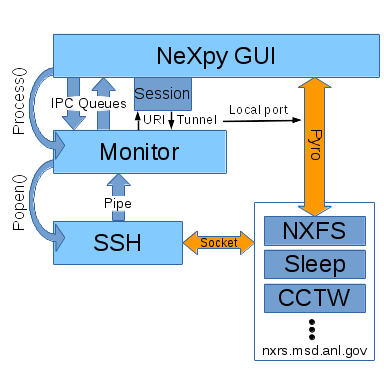 NeXpy GUI
Process()
IPC Queues
Session
URI
Tunnel
Local port
Pyro
Monitor
Popen()
Pipe
SSH
Socket
NXFS
Sleep
CCTW
nxrs.msd.anl.gov